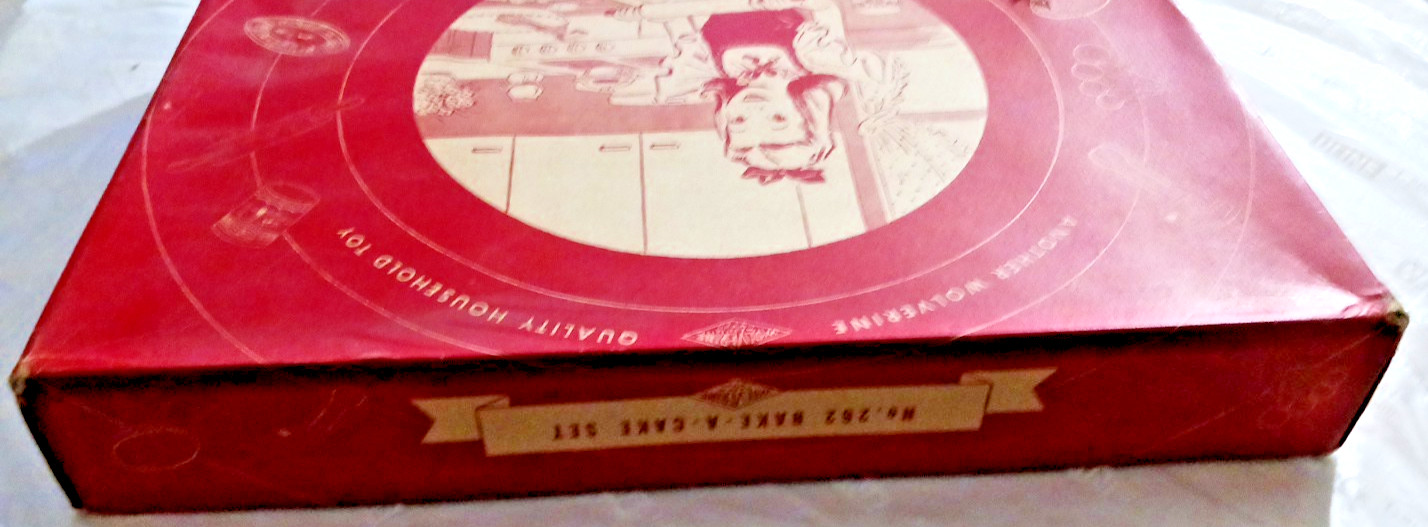 ANOTHER WOLVERINE
QUALITY HOUSEHOLD TOY
No. 262 BAKE-A-CAKE SET